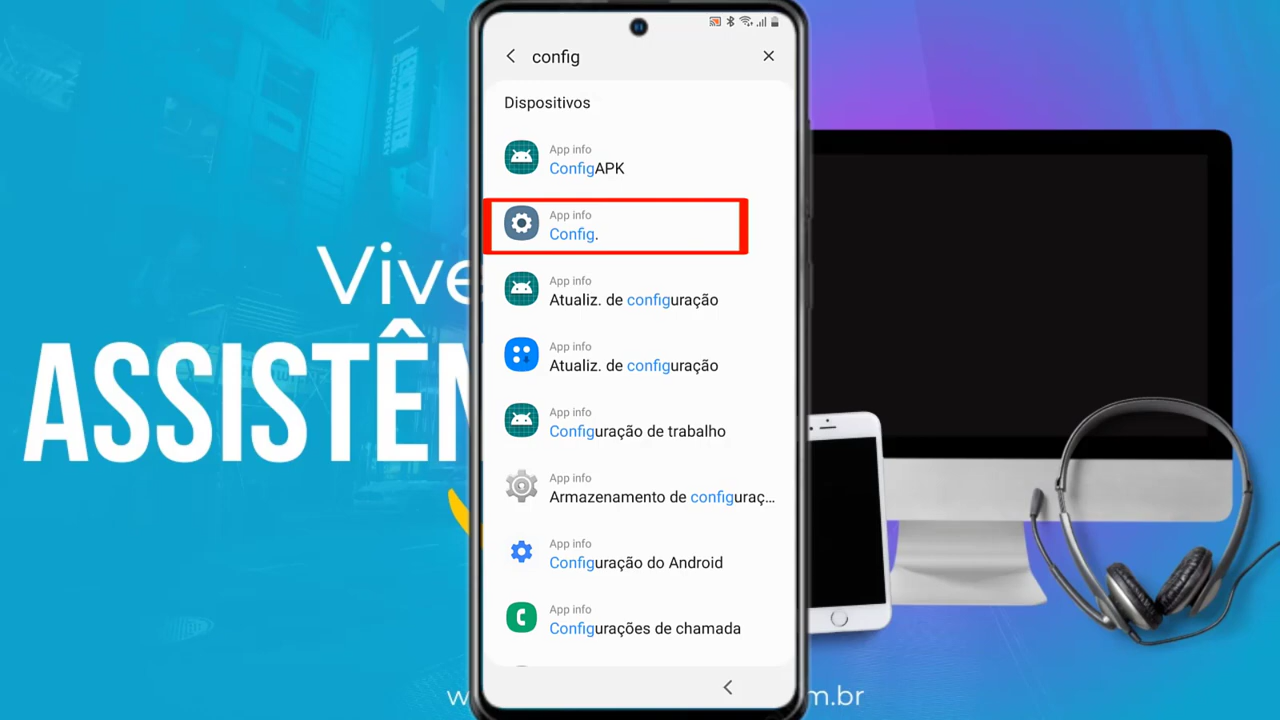 config
Dispositivos
App info
ConfigAPK
App info
Config.
App info
Atualiz. de configuração
App info
Atualiz. de configuração
App info
Configuração de trabalho
App info
Armazenamento de configuraç...
App info
Configuração do Android
App info
Configurações de chamada
Vive
ASSISTÊN
w
m.br